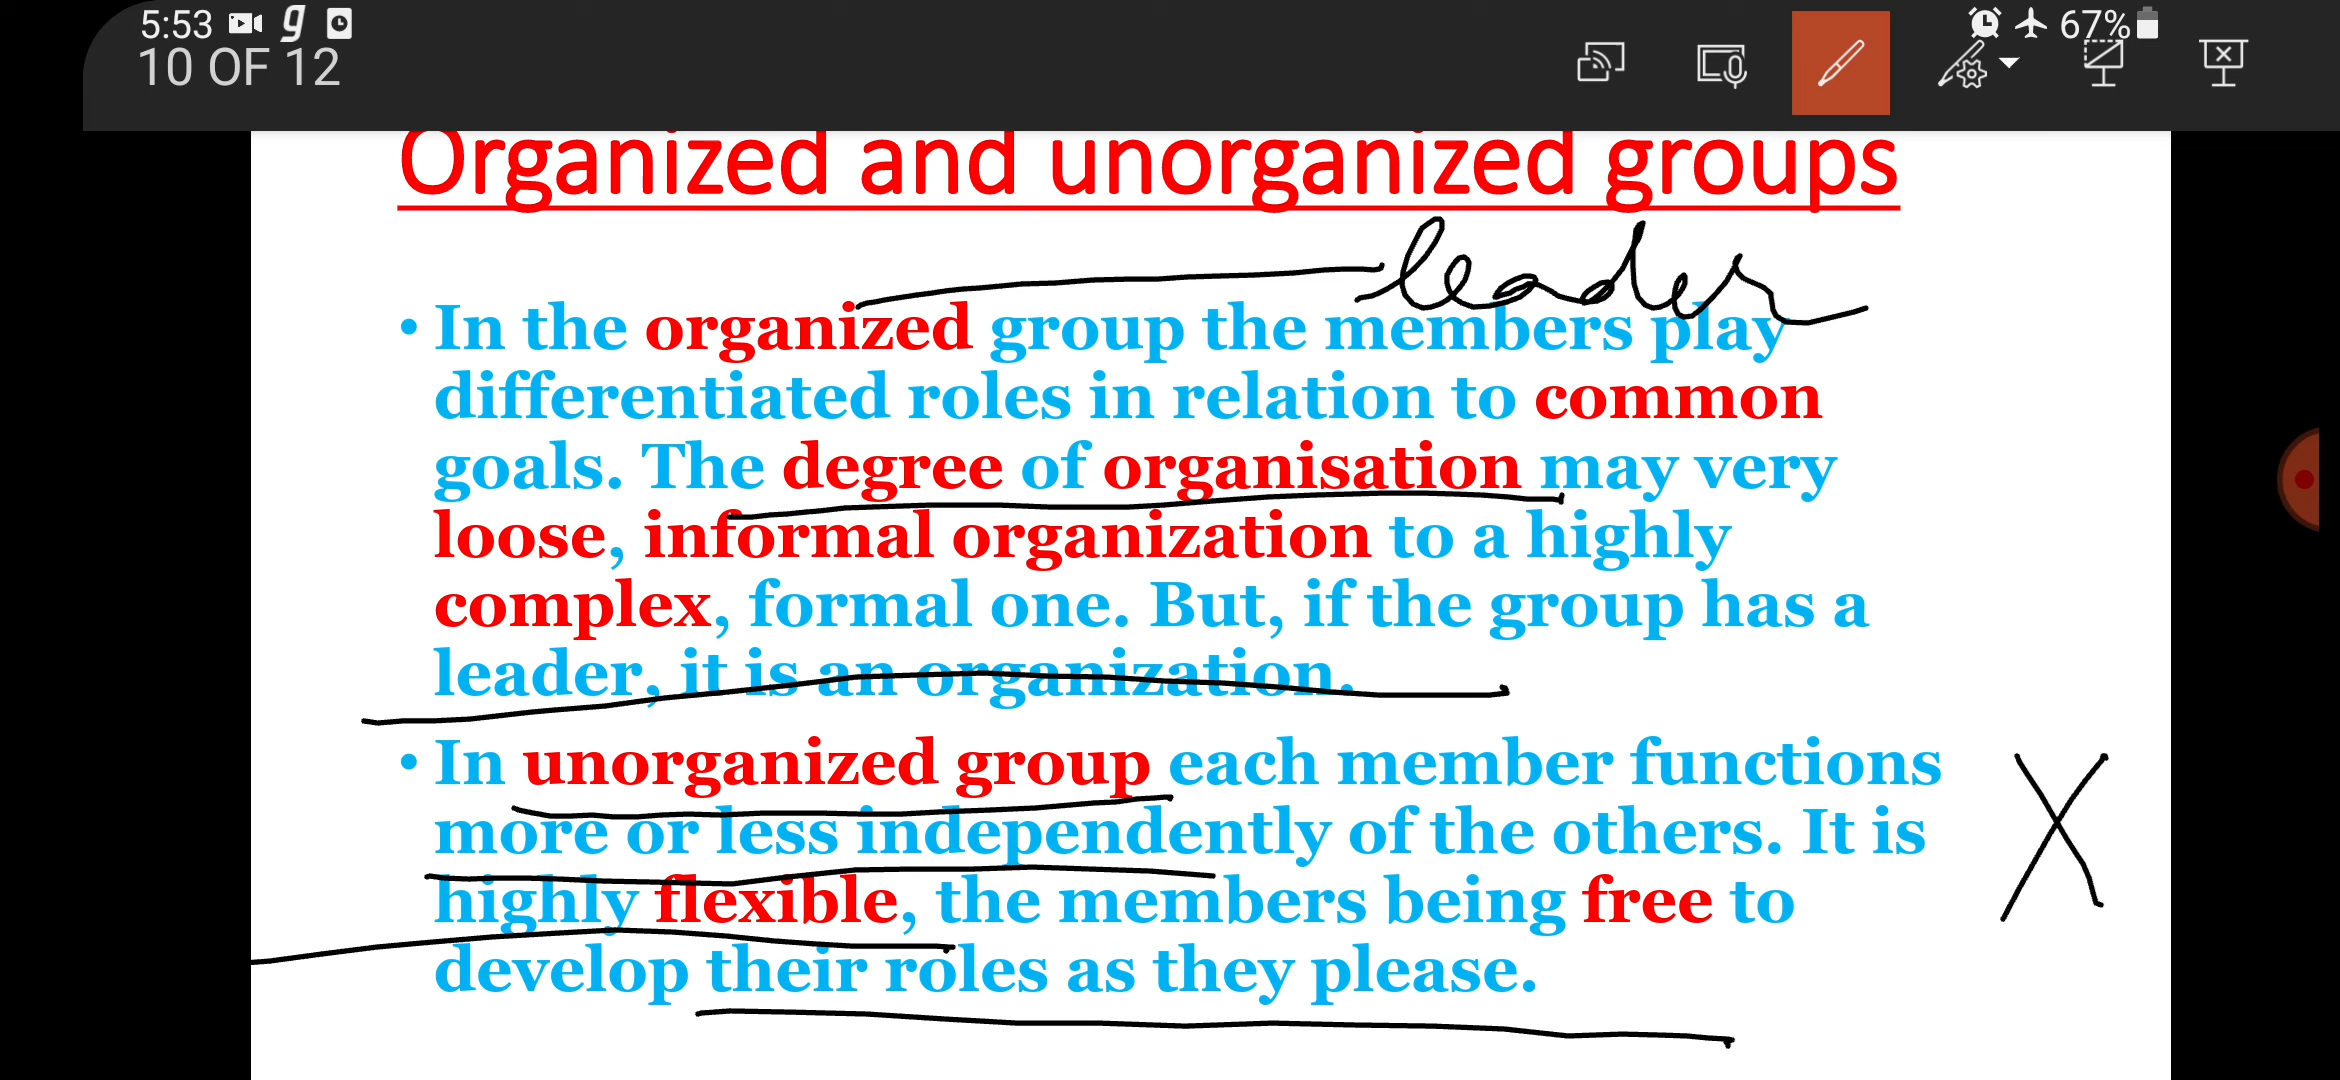 5:53 g 67%
10 OF 12
Organized and unorganized groups
leader
• In the organized group the members play
differentiated roles in relation to common
goals. The degree of organisation may very
loose, informal organization to a highly
complex, formal one. But, if the group has a
leader, it is an organization.
• In unorganized group each member functions
more or less independently of the others. It is
highly flexible, the members being free to
develop their roles as they please.